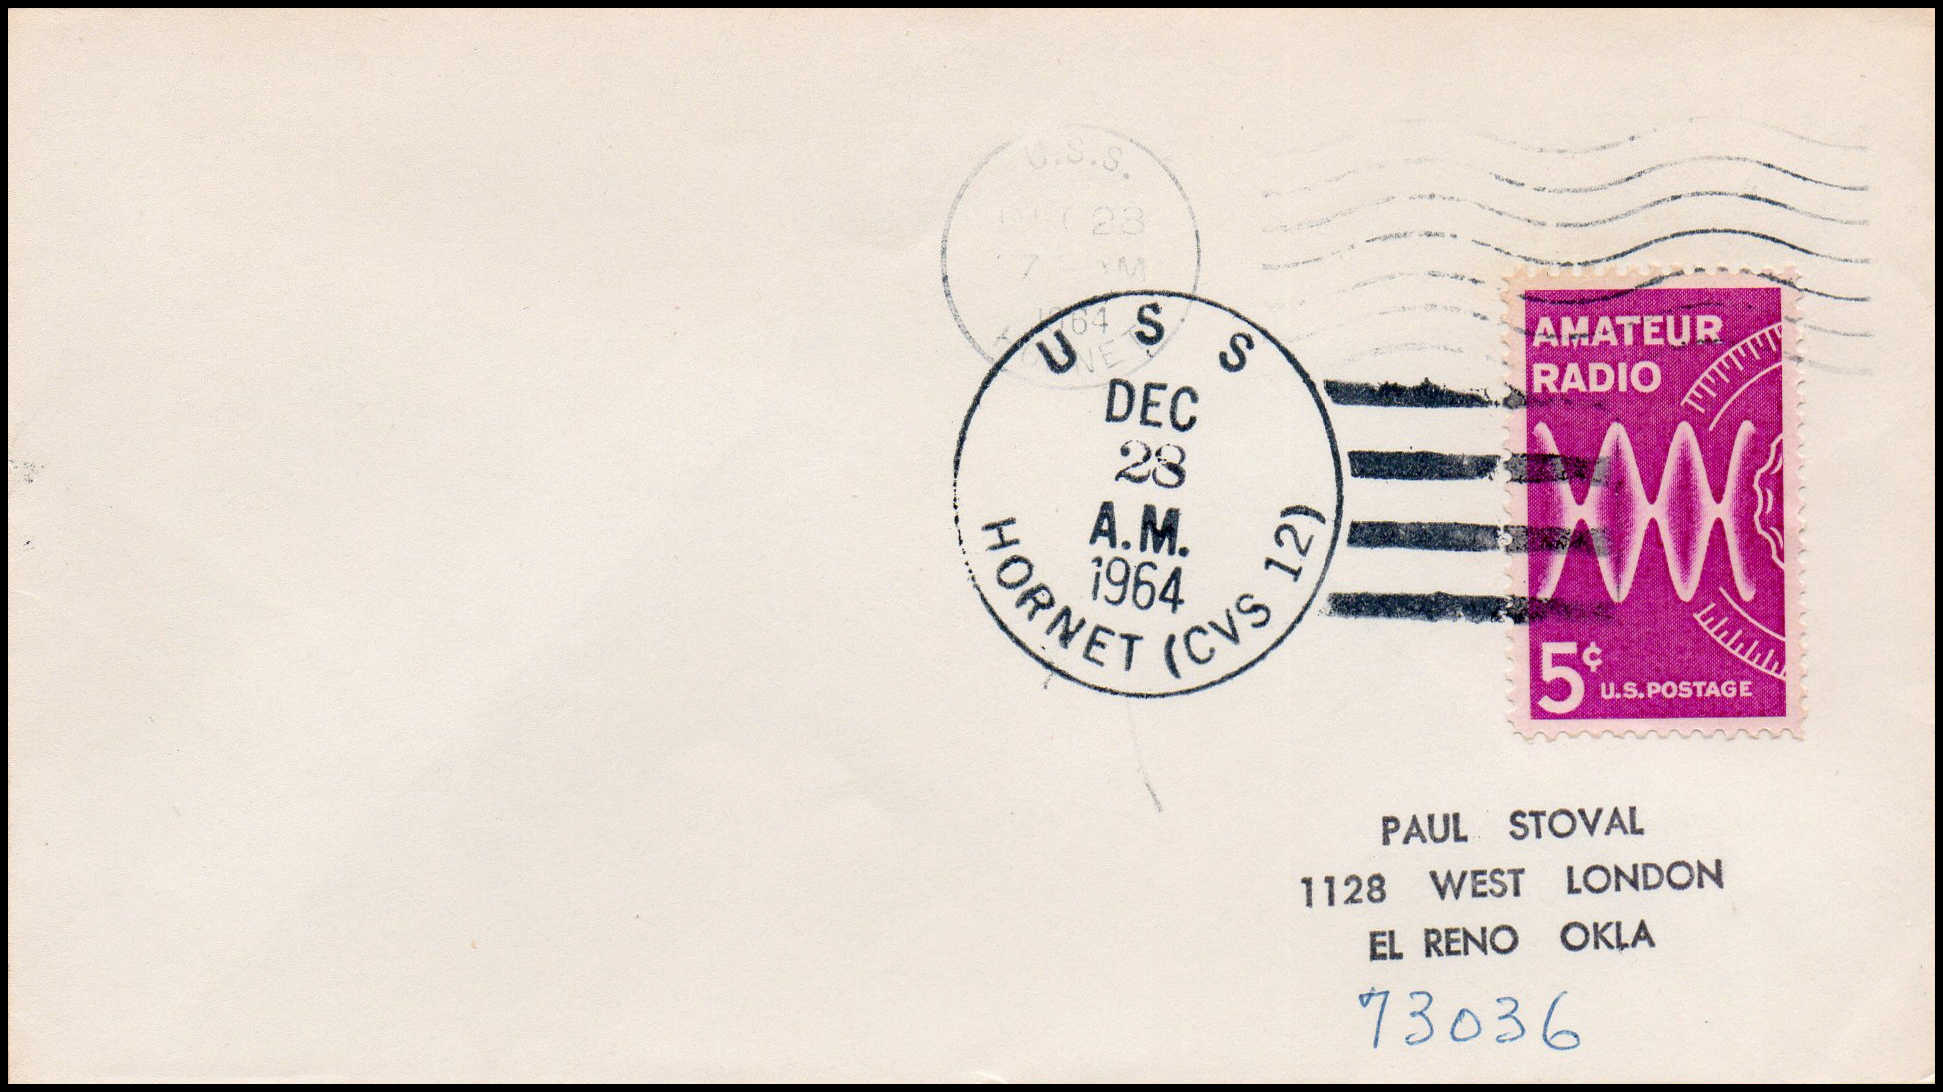 U.S.S.
28
1964
U S S
DEC
28
A.M.
1964
HORNET (CVS 12)
AMATEUR
RADIO
5¢ U.S.POSTAGE
PAUL STOVAL
1128 WEST LONDON
EL RENO OKLA
73036